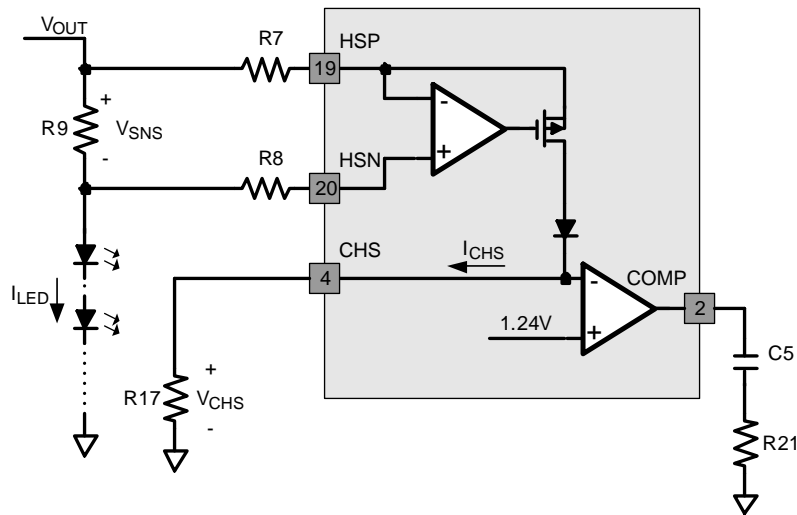 VOUT
R7
19
HSP
+
R9
VSNS
-
-
+
R8
20
HSN
CHS
ICHS
4
COMP
-
2
1.24V
+
ILED
C5
+
R17
VCHS
-
R21